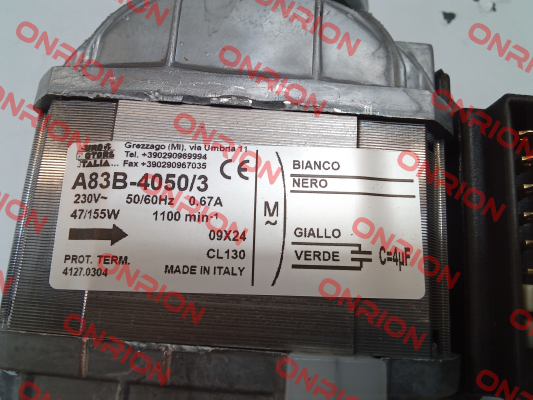 Grezzago (MI), via Umbria 11
Tel. +390290969994
Fax +390290967035
CE
A83B-4050/3
230V~ 50/60Hz 0.67A
47/155W 1100 min-¹
09X24
CL130
PROT. TERM.
4127.0304
MADE IN ITALY
M
~
BIANCO
NERO
GIALLO
VERDE
C=4µF
ITALIA...
ONRION
ONRION
ONRION
ONRION
ONRION
ONRION
ONRION
ONRION
ONRION
ONRION